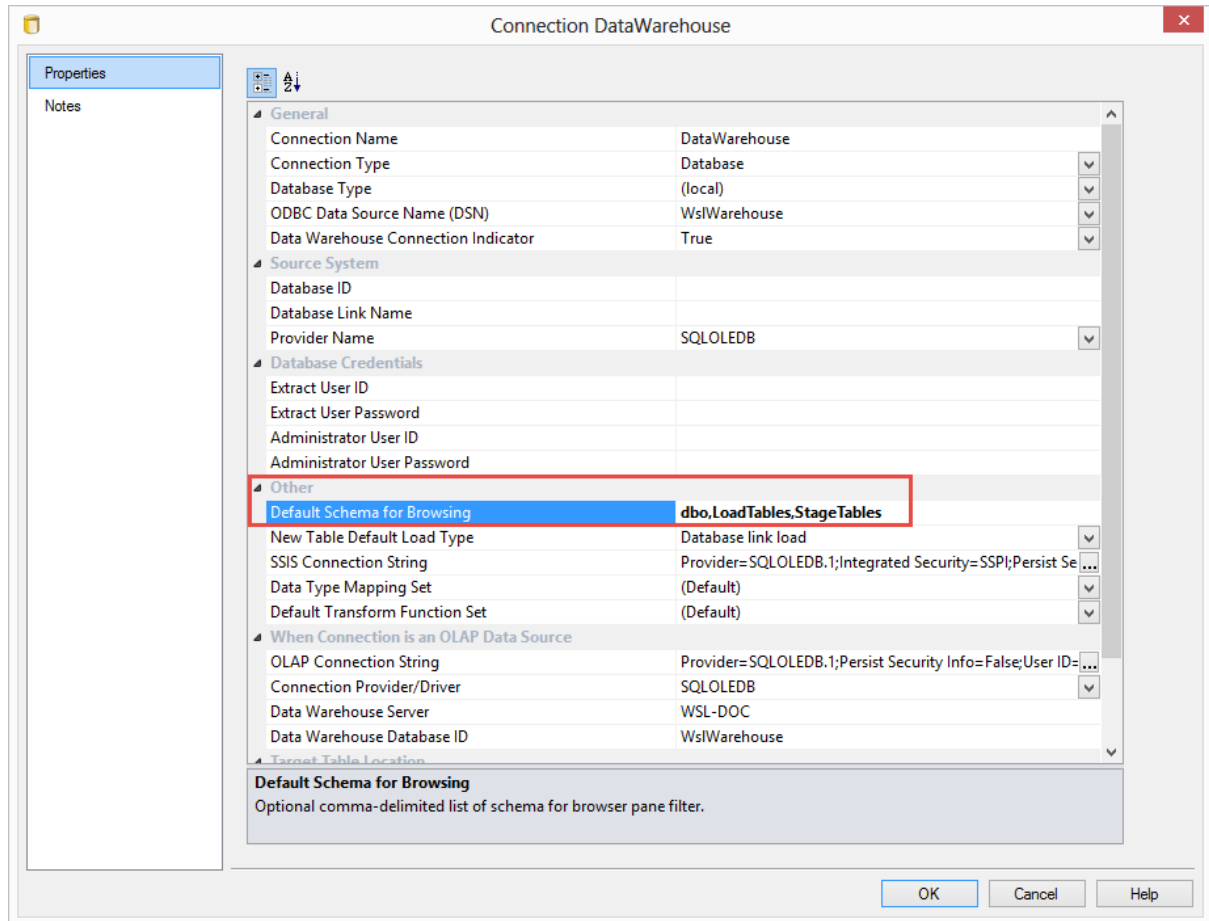 Connection DataWarehouse
Properties
Notes
General
Connection Name DataWarehouse
Connection Type Database
Database Type (local)
ODBC Data Source Name (DSN) WslWarehouse
Data Warehouse Connection Indicator True
Source System
Database ID
Database Link Name
Provider Name SQLOLEDB
Database Credentials
Extract User ID
Extract User Password
Administrator User ID
Administrator User Password
Other
Default Schema for Browsing dbo,LoadTables,StageTables
New Table Default Load Type Database link load
SSIS Connection String Provider=SQLOLEDB.1;Integrated Security=SSPI;Persist Se ...
Data Type Mapping Set (Default)
Default Transform Function Set (Default)
When Connection is an OLAP Data Source
OLAP Connection String Provider=SQLOLEDB.1;Persist Security Info=False;User ID= ...
Connection Provider/Driver SQLOLEDB
Data Warehouse Server WSL-DOC
Data Warehouse Database ID WslWarehouse
Target Table Location
Default Schema for Browsing
Optional comma-delimited list of schema for browser pane filter.
OK Cancel Help